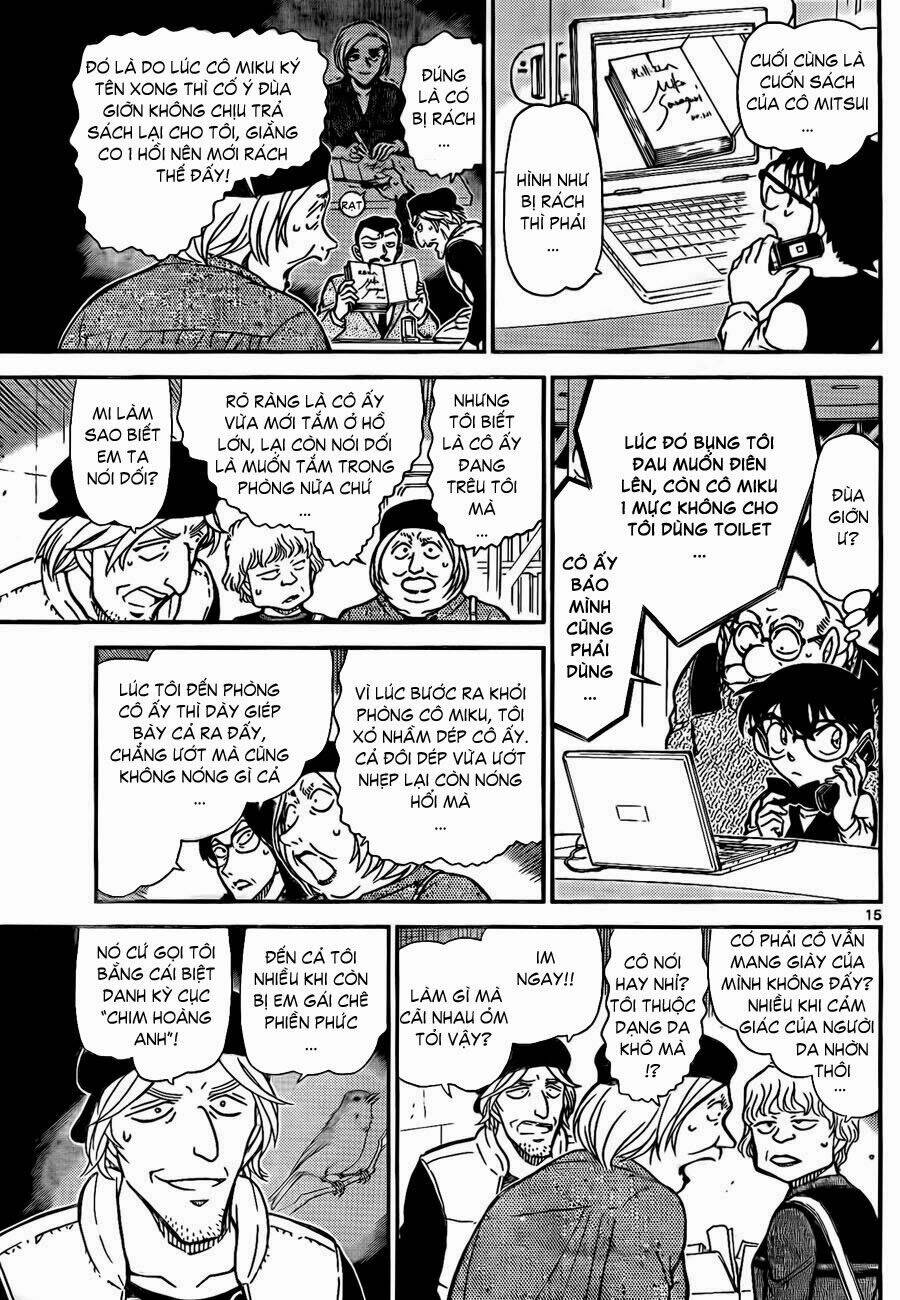 CUỐI CÙNG LÀ
CUỐN SÁCH
CỦA CÔ MITSUI
...
HÌNH NHƯ
BỊ RÁCH
THÌ PHẢI
...
ĐÚNG
LÀ CÓ
BỊ RÁCH
...
ĐÓ LÀ DO LÚC CÔ MIKU KÝ
TÊN XONG THÌ CỐ Ý ĐÙA
GIỠN KHÔNG CHỊU TRẢ
SÁCH LẠI CHO TÔI, GIẰNG
CO 1 HỒI NÊN MỚI RÁCH
THẾ ĐẤY!
RẠT
ĐÙA
GIỠN
Ư?
LÚC ĐÓ BỤNG TÔI
ĐAU MUỐN ĐIÊN
LÊN, CÒN CÔ MIKU
1 MỰC KHÔNG CHO
TÔI DÙNG TOILET
...
CÔ ẤY
BẢO
MÌNH
CŨNG
PHẢI
DÙNG
...
NHƯNG
TÔI BIẾT
LÀ CÔ ẤY
ĐANG
TRÊU TÔI
MÀ
RÕ RÀNG LÀ CÔ ẤY
VỪA MỚI TẮM Ở HỒ
LỚN, LẠI CÒN NÓI DỐI
LÀ MUỐN TẮM TRONG
PHÒNG NỮA CHỨ
...
MI LÀM
SAO BIẾT
EM TA
NÓI DỐI?
VÌ LÚC BƯỚC RA KHỎI
PHÒNG CÔ MIKU, TÔI
XỎ NHẦM DÉP CÔ ẤY.
CẢ ĐÔI DÉP VỪA ƯỚT
NHẸP LẠI CÒN NÓNG
HỔI MÀ
...
LÚC TÔI ĐẾN PHÒNG
CÔ ẤY THÌ DÀY GIÉP
BÀY CẢ RA ĐẤY,
CHẲNG ƯỚT MÀ CŨNG
KHÔNG NÓNG GÌ CẢ
...
15
CÓ PHẢI CÔ VẪN
MANG GIÀY CỦA
MÌNH KHÔNG ĐẤY?
NHIỀU KHI CẢM
GIÁC CỦA NGƯỜI
DA NHỜN
THÔI
...
CÔ NÓI
HAY NHỈ?
TÔI THUỘC
DẠNG DA
KHÔ MÀ
!?
IM
NGAY!!
LÀM GÌ MÀ
CÃI NHAU ỎM
TỎI VẬY?
ĐẾN CẢ TÔI
NHIỀU KHI CÒN
BỊ EM GÁI CHÊ
PHIỀN PHỨC
...
NÓ CỨ GỌI TÔI
BẰNG CÁI BIỆT
DANH KỲ CỤC
"CHIM HOÀNG
ANH"!